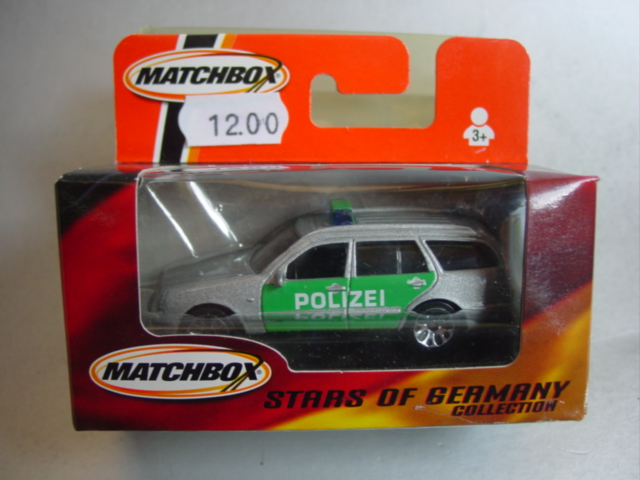 MATCHBOX
12.00
3+
POLIZEI
MATCHBOX
STARS OF GERMANY
COLLECTION